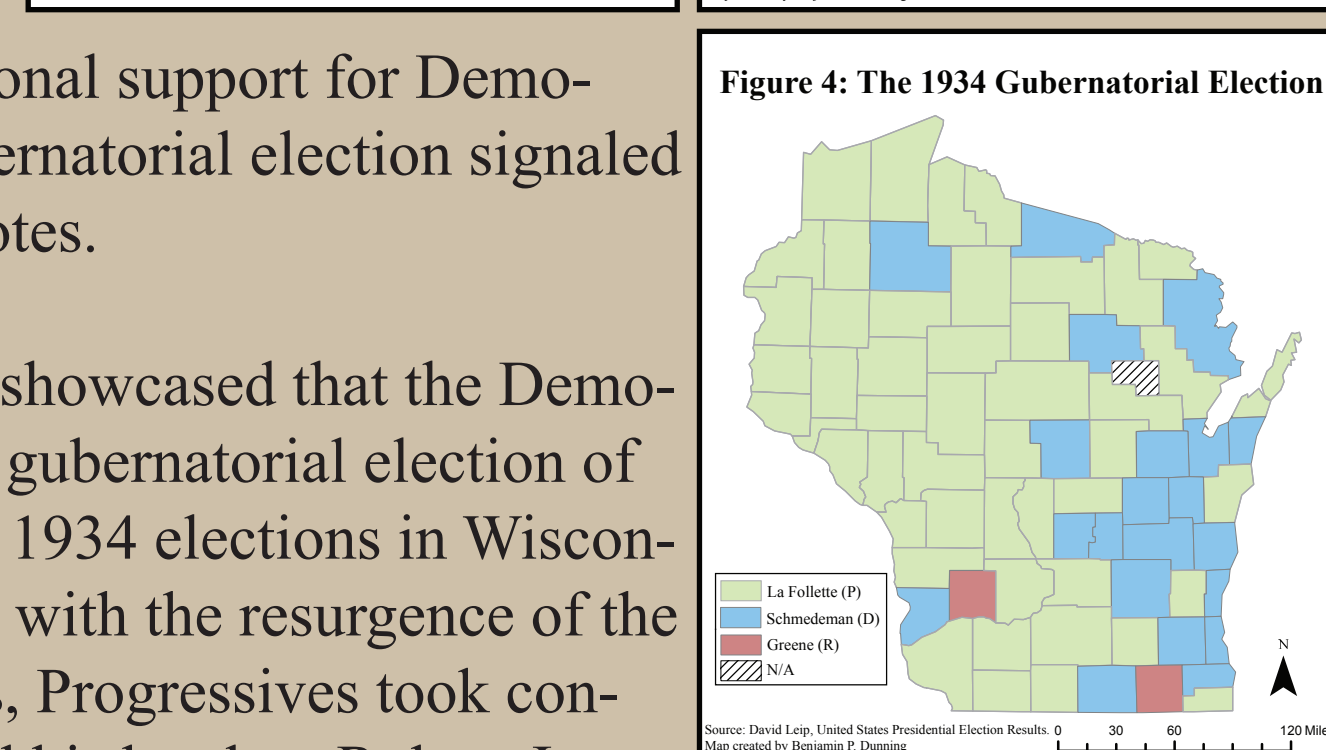 onal support for Demo-
ernatorial election signaled
otes.
showcased that the Demo-
gubernatorial election of
1934 elections in Wiscon-
with the resurgence of the
, Progressives took con-
Figure 4: The 1934 Gubernatorial Election
La Follette (P)
Schmedeman (D)
Greene (R)
N/A
N
Source: David Leip, United States Presidential Election Results.
Map created by Benjamin P. Dunning
0 30 60 120 Mile